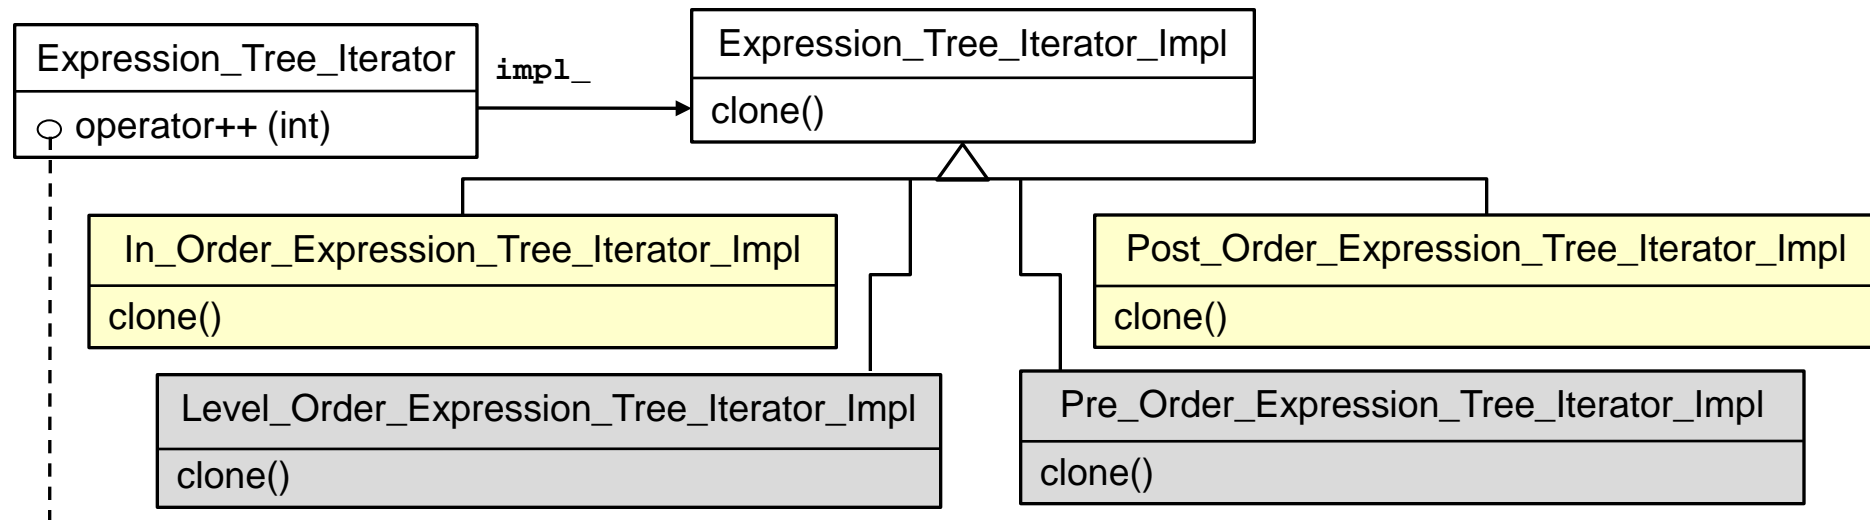 Expression_Tree_Iterator
operator++ (int)
impl_
Expression_Tree_Iterator_Impl
clone()
In_Order_Expression_Tree_Iterator_Impl
clone()
Post_Order_Expression_Tree_Iterator_Impl
clone()
Level_Order_Expression_Tree_Iterator_Impl
clone()
Pre_Order_Expression_Tree_Iterator_Impl
clone()